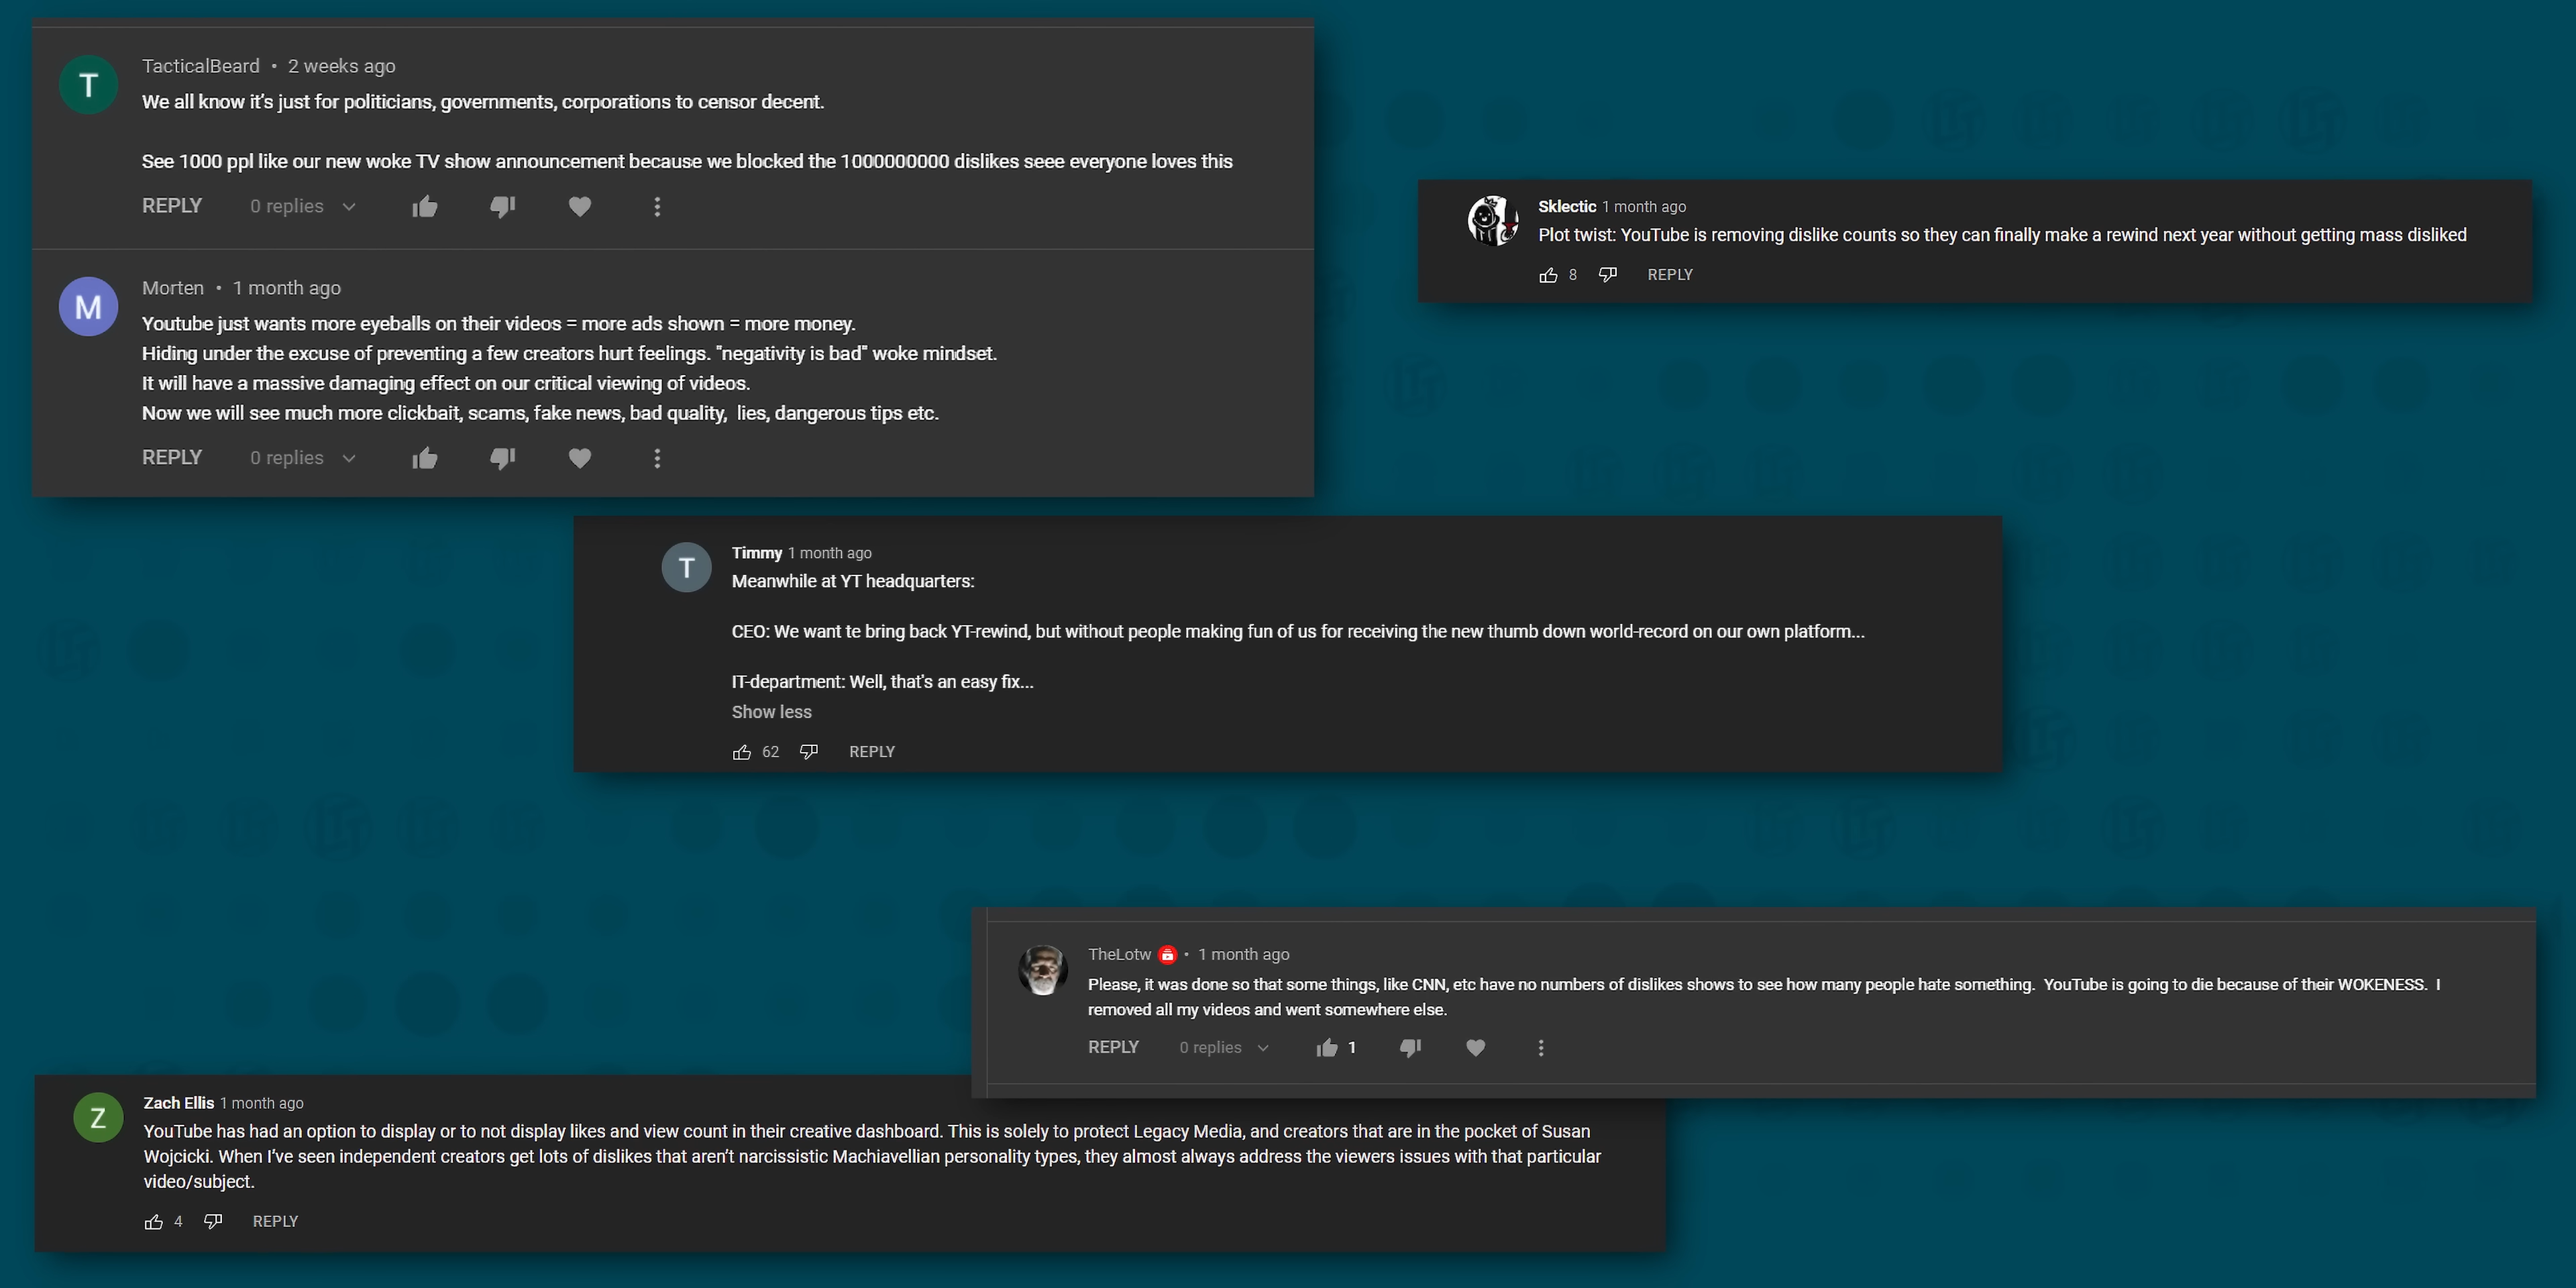 T
TacticalBeard • 2 weeks ago
We all know it's just for politicians, governments, corporations to censor decent.
See 1000 ppl like our new woke TV show announcement because we blocked the 1000000000 dislikes seee everyone loves this
REPLY 0 replies
M
Morten • 1 month ago
Youtube just wants more eyeballs on their videos = more ads shown = more money.
Hiding under the excuse of preventing a few creators hurt feelings. "negativity is bad" woke mindset.
It will have a massive damaging effect on our critical viewing of videos.
Now we will see much more clickbait, scams, fake news, bad quality,  lies, dangerous tips etc.
REPLY 0 replies
Sklectic 1 month ago
Plot twist: YouTube is removing dislike counts so they can finally make a rewind next year without getting mass disliked
8 REPLY
T
Timmy 1 month ago
Meanwhile at YT headquarters:
CEO: We want te bring back YT-rewind, but without people making fun of us for receiving the new thumb down world-record on our own platform...
IT-department: Well, that's an easy fix...
Show less
62 REPLY
TheLotw • 1 month ago
Please, it was done so that some things, like CNN, etc have no numbers of dislikes shows to see how many people hate something.  YouTube is going to die because of their WOKENESS.  I
removed all my videos and went somewhere else.
REPLY 0 replies 1
Z
Zach Ellis 1 month ago
YouTube has had an option to display or to not display likes and view count in their creative dashboard. This is solely to protect Legacy Media, and creators that are in the pocket of Susan
Wojcicki. When I've seen independent creators get lots of dislikes that aren't narcissistic Machiavellian personality types, they almost always address the viewers issues with that particular
video/subject.
4 REPLY